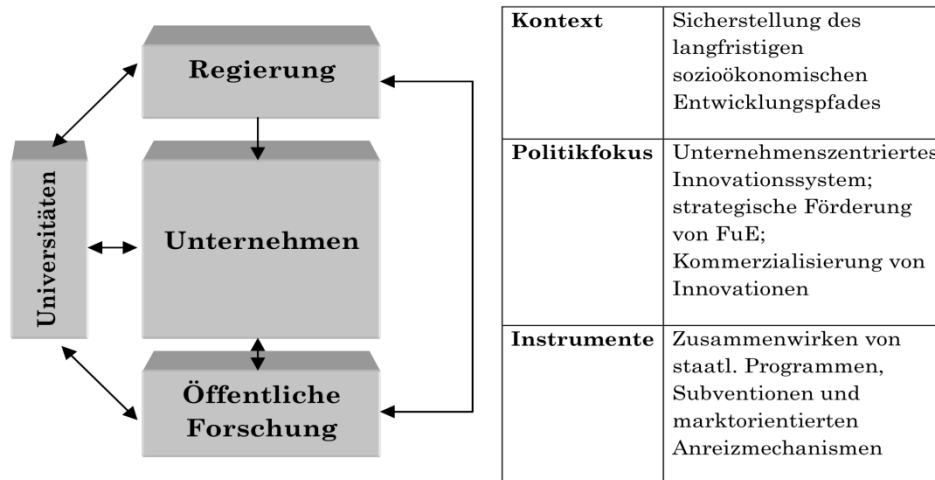 Regierung
Universitäten
Unternehmen
Öffentliche
Forschung
Kontext
Sicherstellung des
langfristigen
sozioökonomischen
Entwicklungspfades
Politikfokus
Unternehmenszentriertes
Innovationssystem;
strategische Förderung
von FuE;
Kommerzialisierung von
Innovationen
Instrumente
Zusammenwirken von
staatl. Programmen,
Subventionen und
marktorientierten
Anreizmechanismen